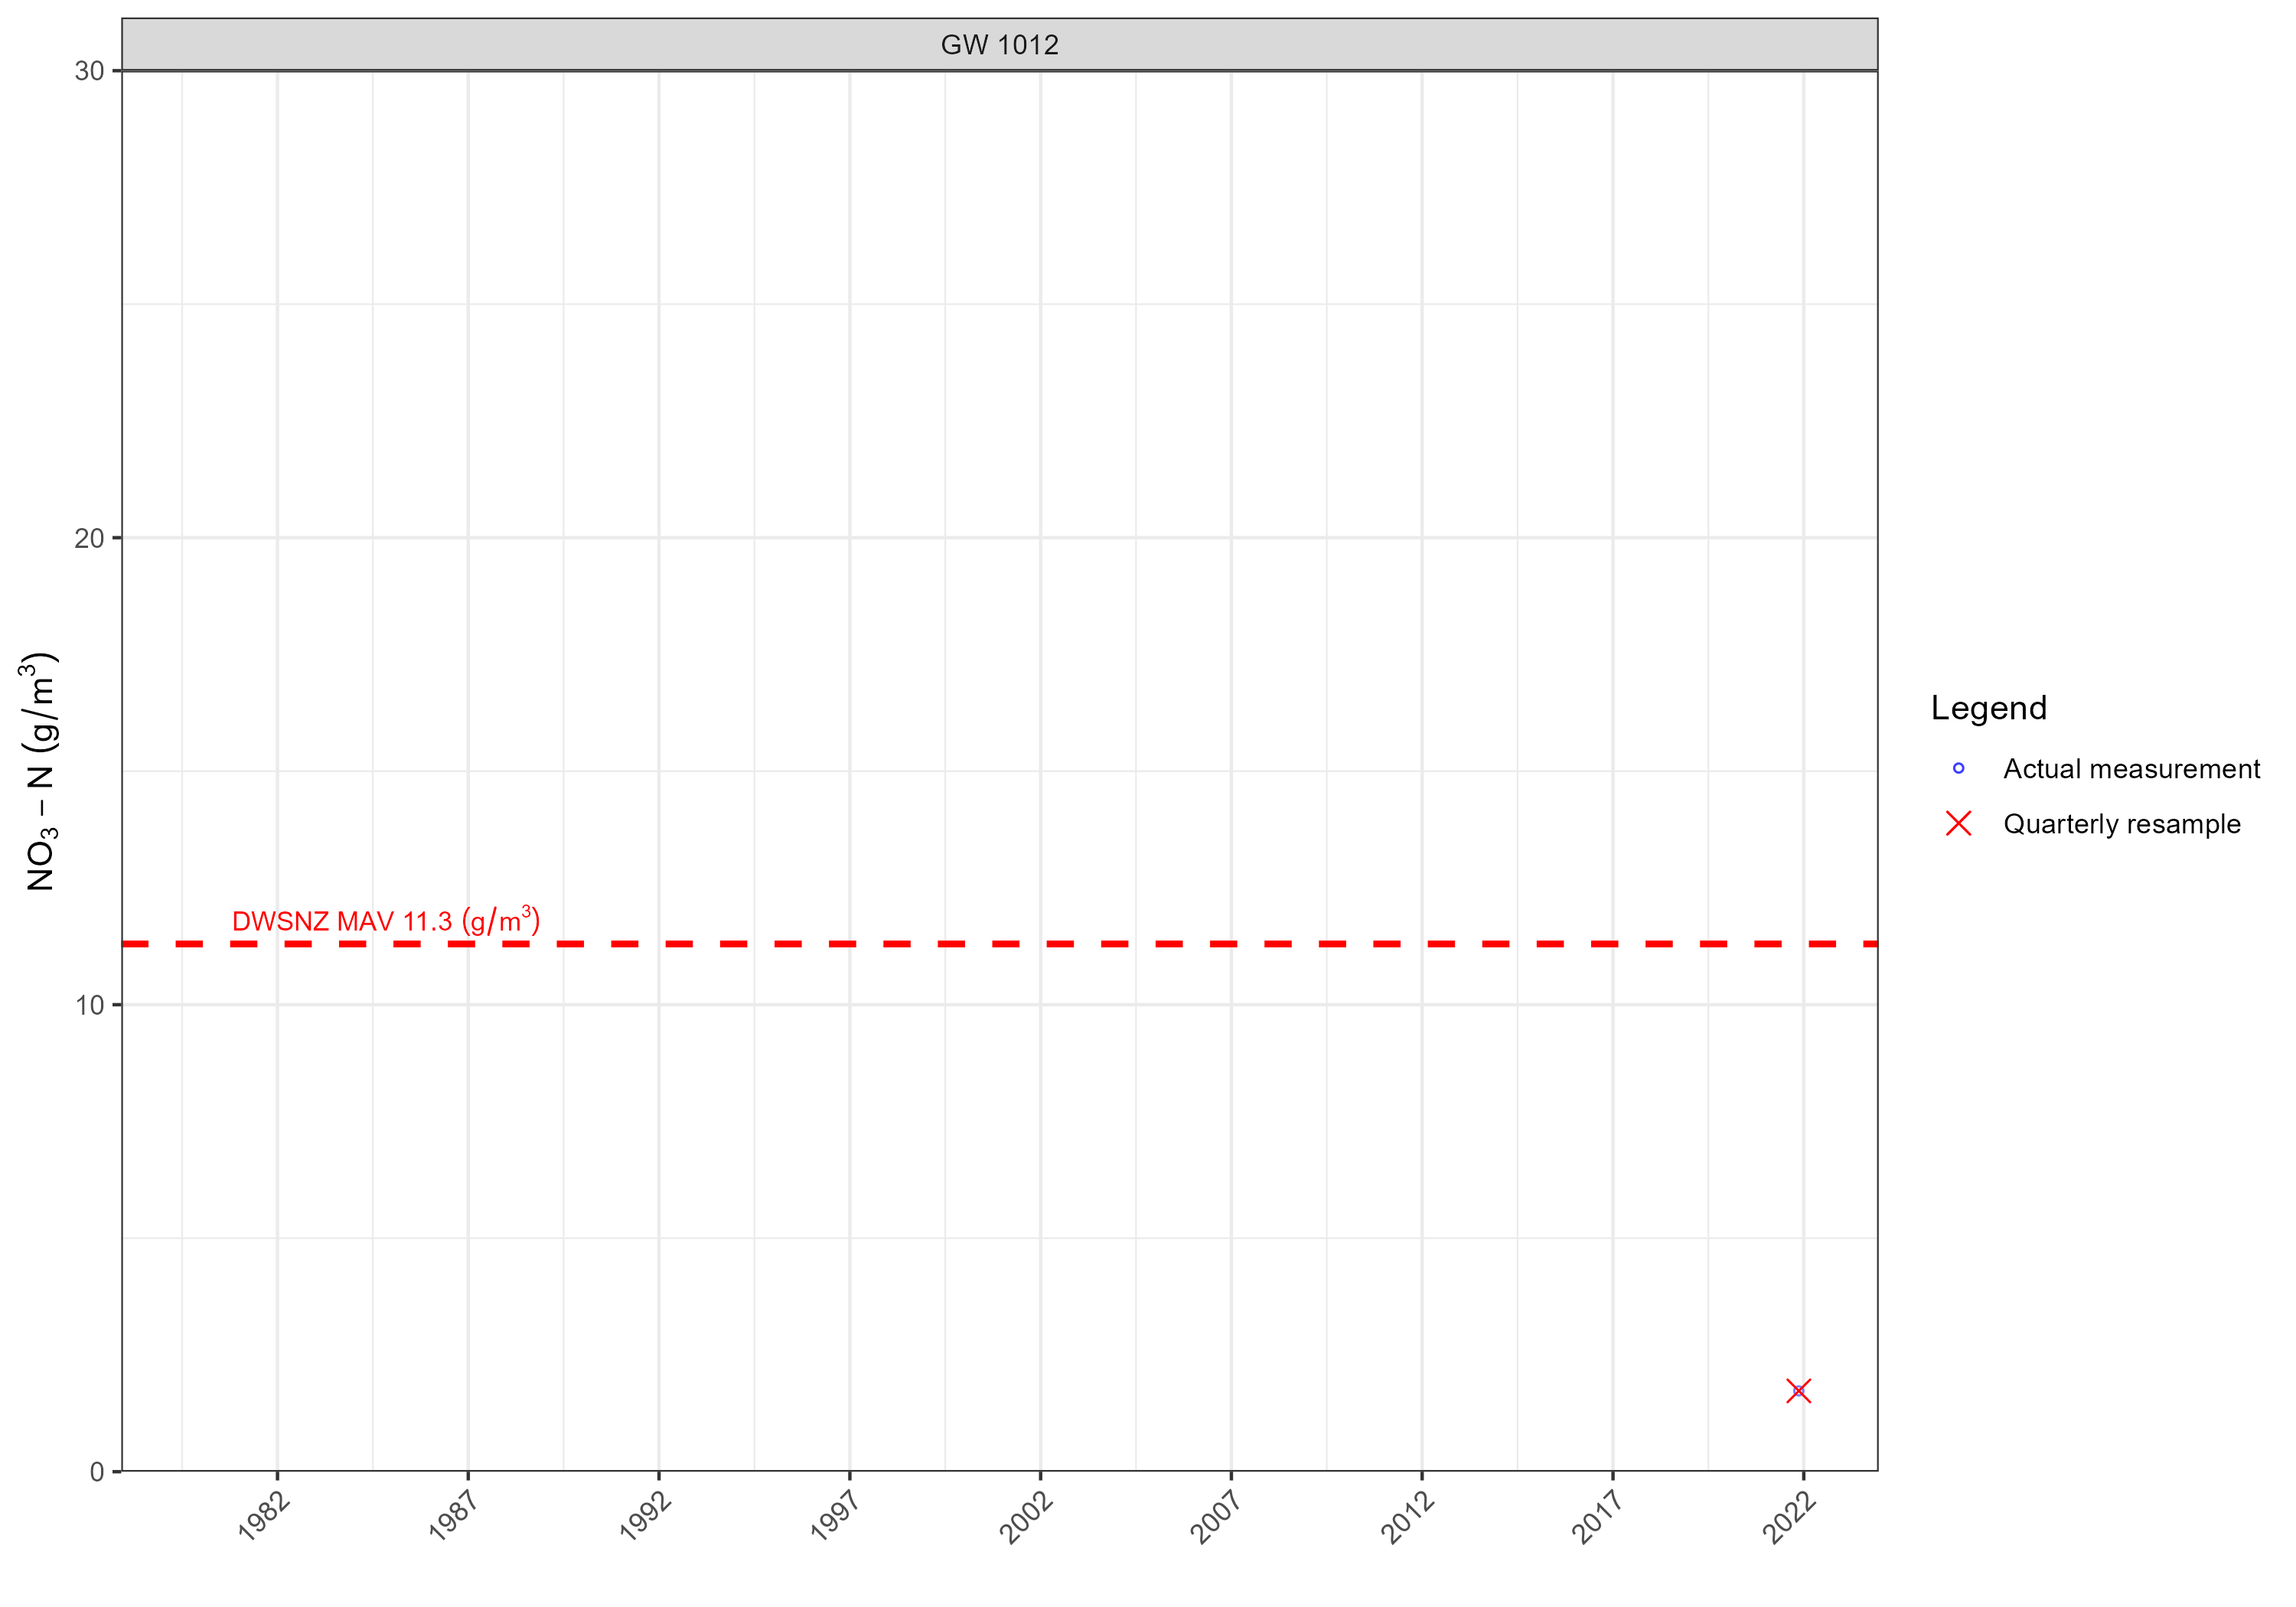 GW 1012
30
20
10
0
NO₃ − N (g/m³)
DWSNZ MAV 11.3 (g/m³)
1982
1987
1992
1997
2002
2007
2012
2017
2022
Legend
Actual measurement
Quarterly resample